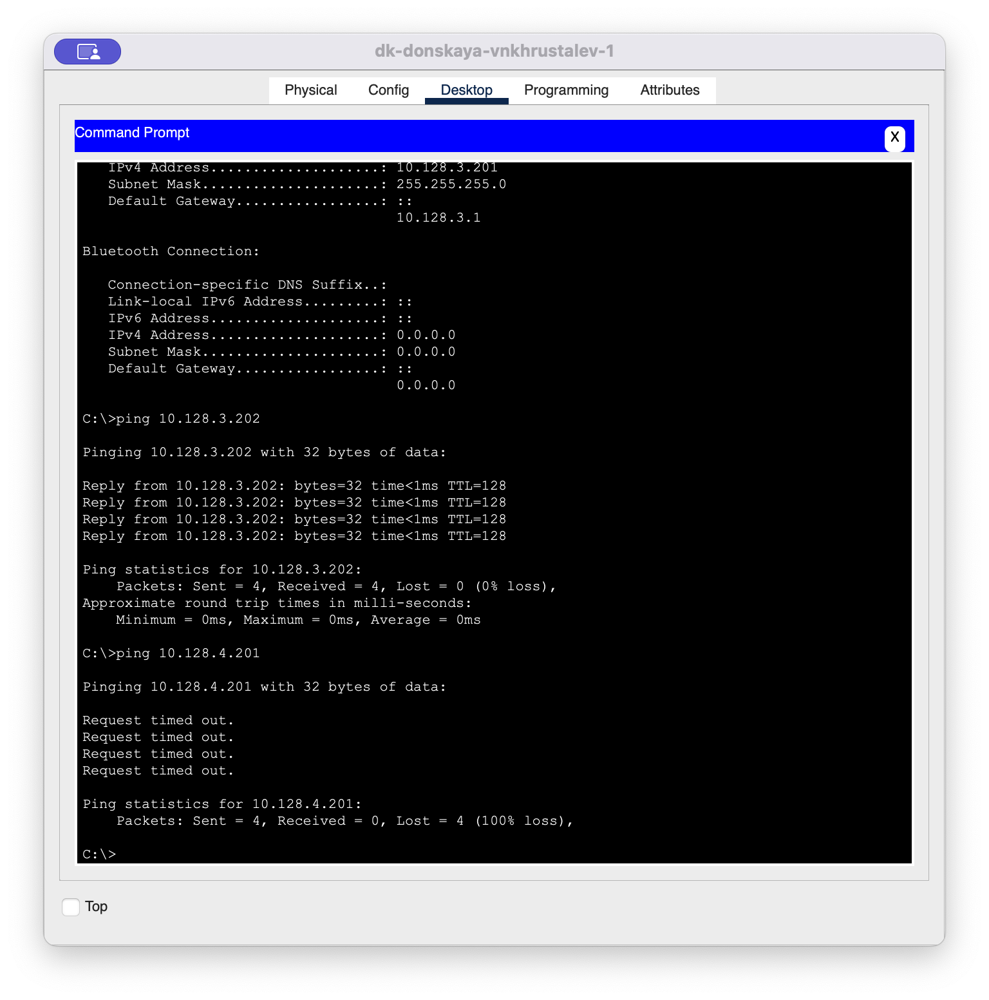 dk-donskaya-vnkhrustalev-1
Physical Config Desktop Programming Attributes
Command Prompt
X
IPv4 Address....................: 10.128.3.201
Subnet Mask.....................: 255.255.255.0
Default Gateway.................: ::
10.128.3.1
Bluetooth Connection:
Connection-specific DNS Suffix..:
Link-local IPv6 Address.........: ::
IPv6 Address....................: ::
IPv4 Address....................: 0.0.0.0
Subnet Mask.....................: 0.0.0.0
Default Gateway.................: ::
0.0.0.0
C:\>ping 10.128.3.202
Pinging 10.128.3.202 with 32 bytes of data:
Reply from 10.128.3.202: bytes=32 time<1ms TTL=128
Reply from 10.128.3.202: bytes=32 time<1ms TTL=128
Reply from 10.128.3.202: bytes=32 time<1ms TTL=128
Reply from 10.128.3.202: bytes=32 time<1ms TTL=128
Ping statistics for 10.128.3.202:
Packets: Sent = 4, Received = 4, Lost = 0 (0% loss),
Approximate round trip times in milli-seconds:
Minimum = 0ms, Maximum = 0ms, Average = 0ms
C:\>ping 10.128.4.201
Pinging 10.128.4.201 with 32 bytes of data:
Request timed out.
Request timed out.
Request timed out.
Request timed out.
Ping statistics for 10.128.4.201:
Packets: Sent = 4, Received = 0, Lost = 4 (100% loss),
C:\>
Top